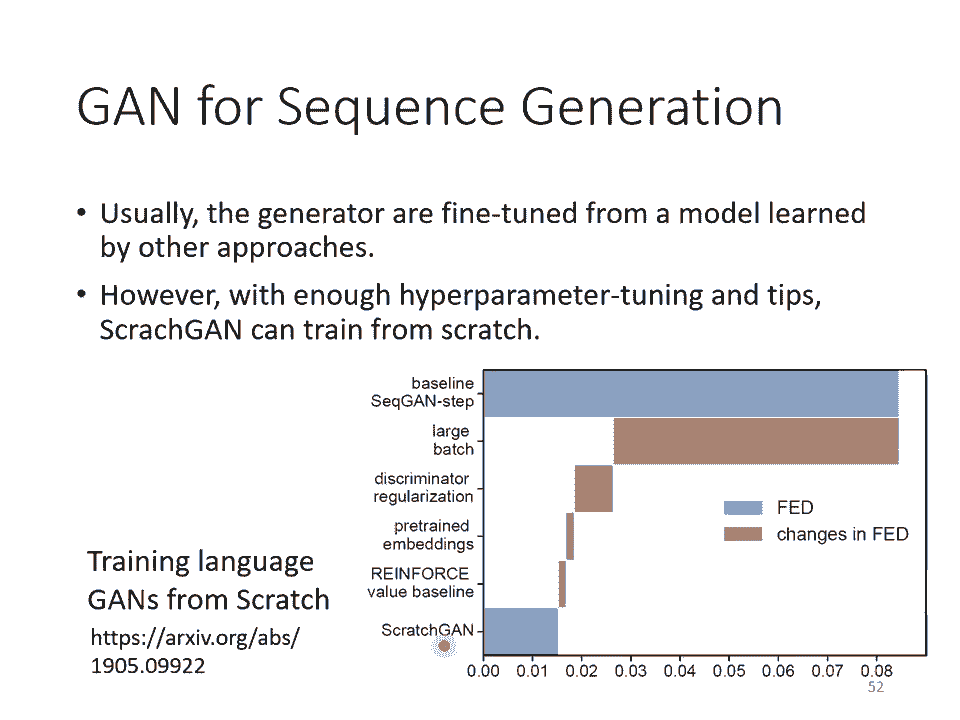 GAN for Sequence Generation
• Usually, the generator are fine-tuned from a model learned
by other approaches.
• However, with enough hyperparameter-tuning and tips,
ScrachGAN can train from scratch.
baseline
SeqGAN-step
large
batch
discriminator
regularization
pretrained
embeddings
REINFORCE
value baseline
ScratchGAN
FED
changes in FED
0.00 0.01 0.02 0.03 0.04 0.05 0.06 0.07 0.08
Training language
GANs from Scratch
https://arxiv.org/abs/
1905.09922
52